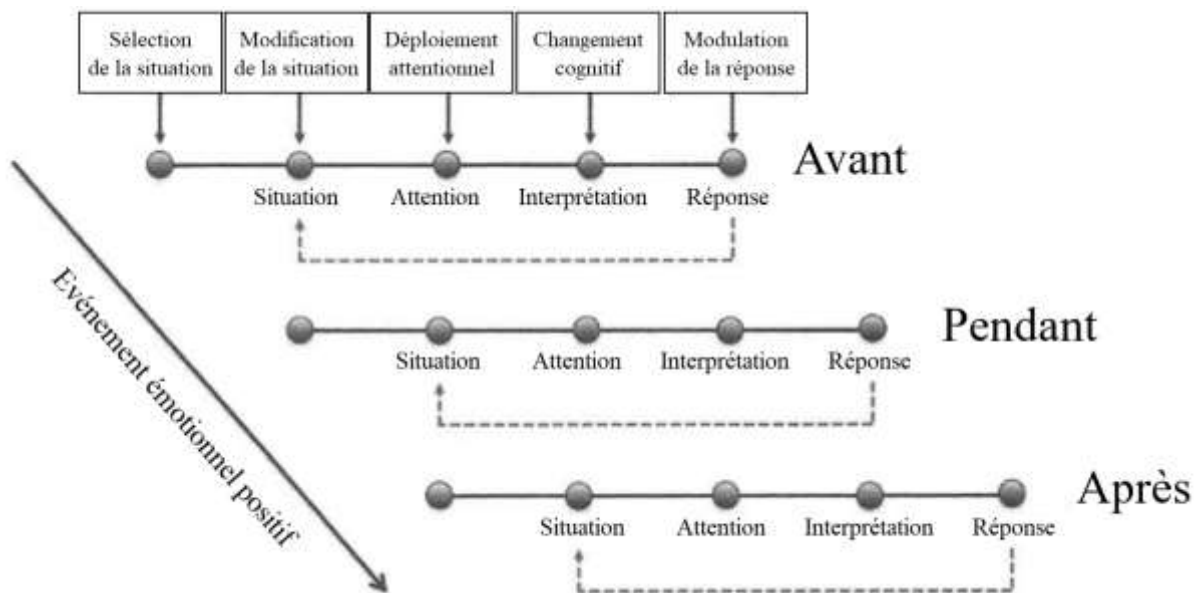 Sélection
de la situation
Modification
de la situation
Déploiement
attentionnel
Changement
cognitif
Modulation
de la réponse
Avant
Situation
Attention
Interprétation
Réponse
Pendant
Situation
Attention
Interprétation
Réponse
Après
Situation
Attention
Interprétation
Réponse
Evénement émotionnel positif